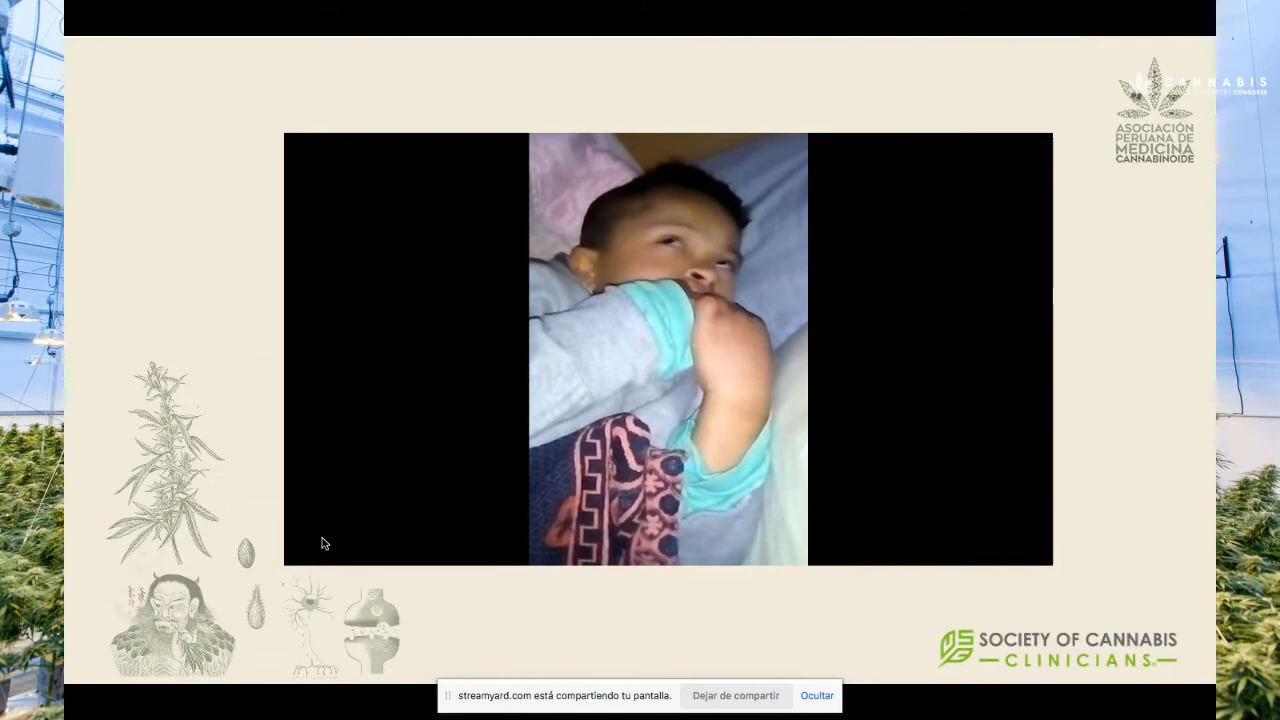 CANNABIS
CONGRESS
ASOCIACIÓN
PERUANA DE
MEDICINA
CANNABINOIDE
SOCIETY OF CANNABIS
CLINICIANS
streamyard.com está compartiendo tu pantalla.
Dejar de compartir
Ocultar